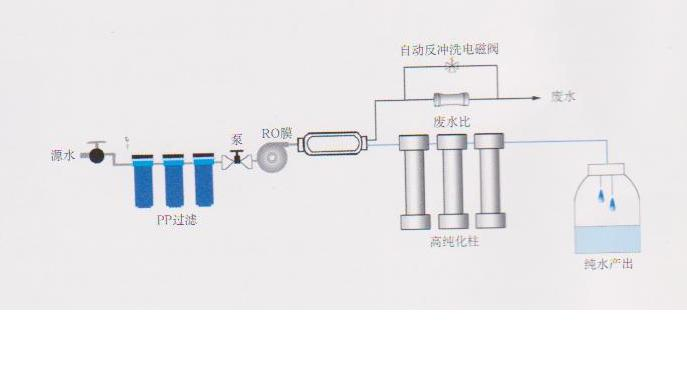 自动反冲洗电磁阀
废水
废水比
泵
RO膜
源水
PP过滤
高纯化柱
纯水产出